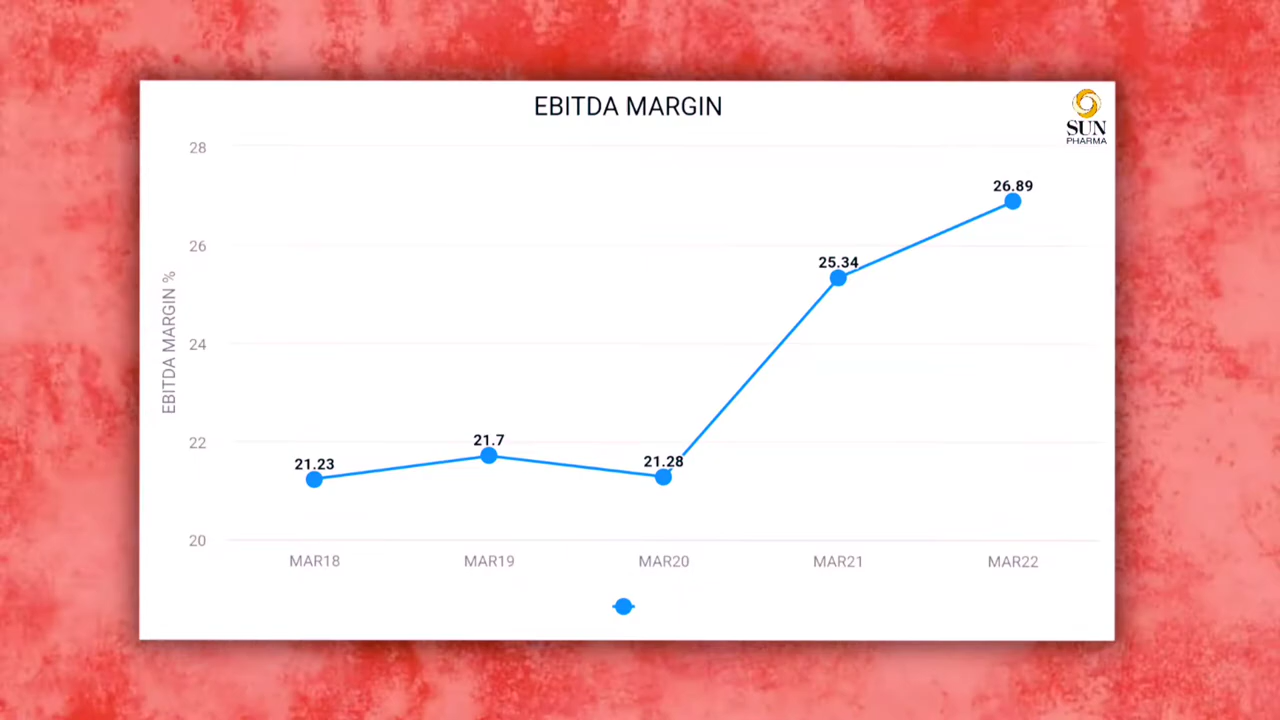 EBITDA MARGIN
SUN
PHARMA
28
26
24
22
20
EBITDA MARGIN %
21.23
21.7
21.28
25.34
26.89
MAR18 MAR19 MAR20 MAR21 MAR22